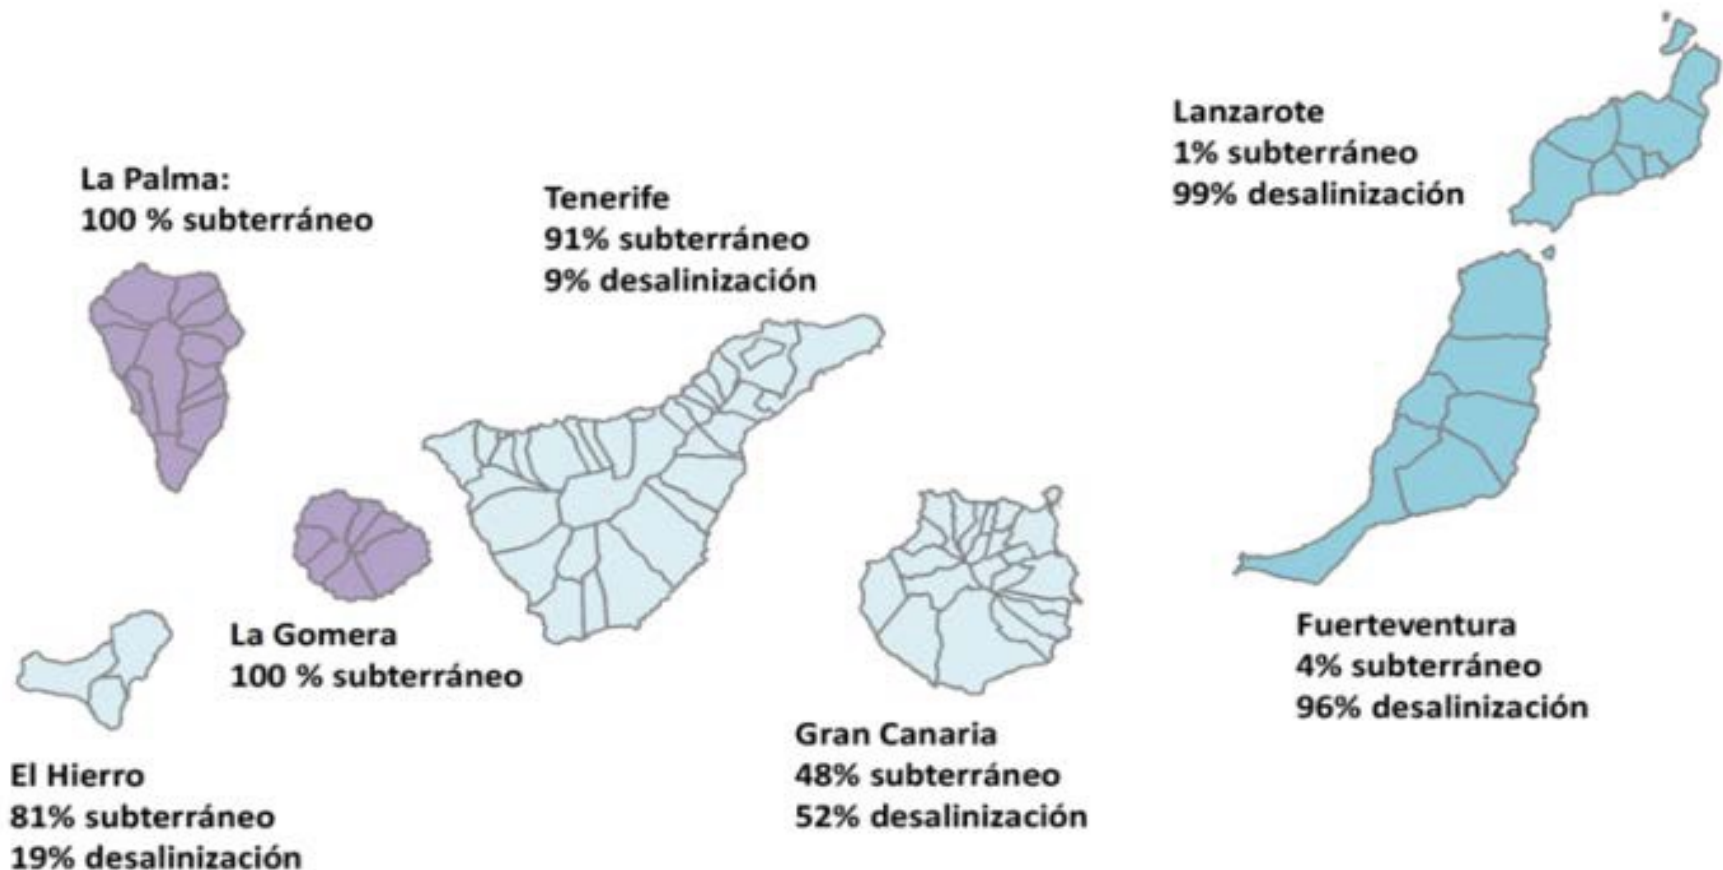 La Palma:
100 % subterráneo
Tenerife
91% subterráneo
9% desalinización
Lanzarote
1% subterráneo
99% desalinización
La Gomera
100 % subterráneo
El Hierro
81% subterráneo
19% desalinización
Gran Canaria
48% subterráneo
52% desalinización
Fuerteventura
4% subterráneo
96% desalinización